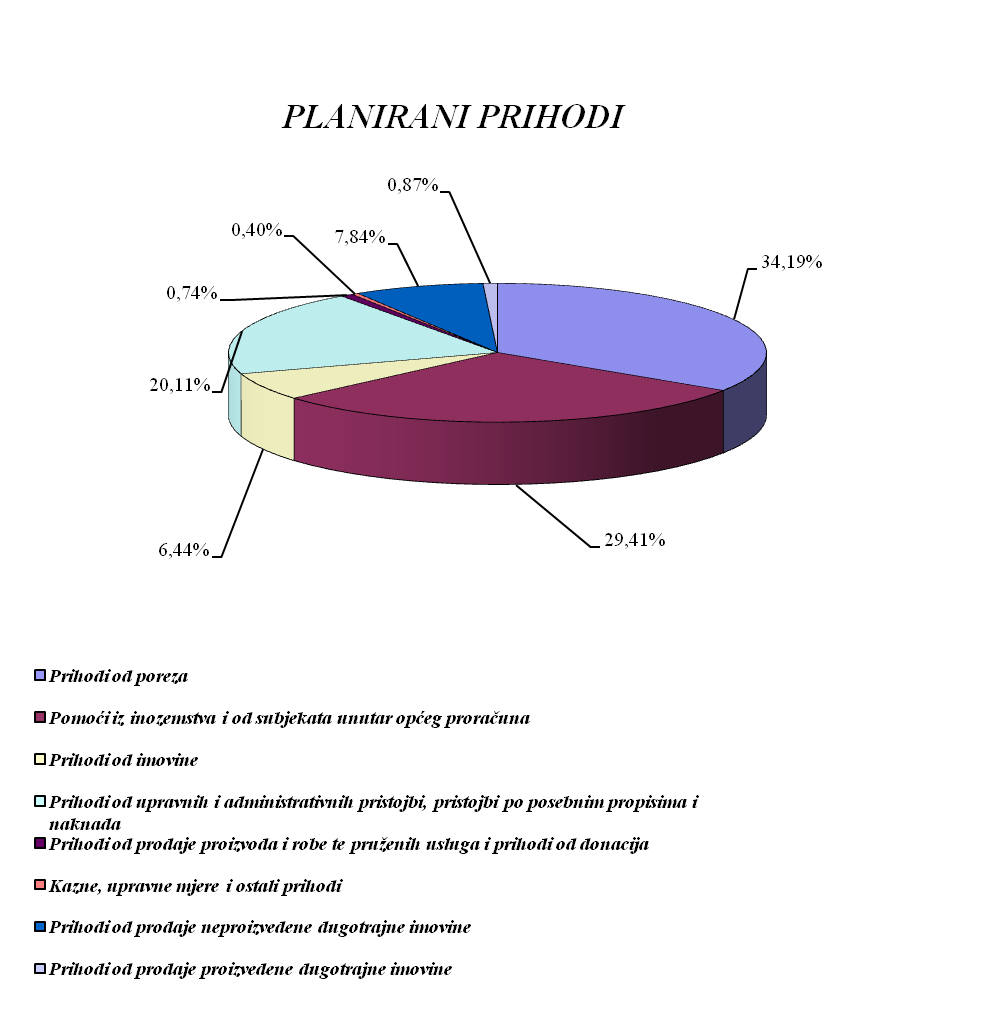 PLANIRANI PRIHODI
0,87%
0,40%
7,84%
34,19%
0,74%
20,11%
6,44%
29,41%
Prihodi od poreza
Pomoći iz inozemstva i od subjekata unutar općeg proračuna
Prihodi od imovine
Prihodi od upravnih i administrativnih pristojbi, pristojbi po posebnim propisima i
naknada
Prihodi od prodaje proizvoda i robe te pruženih usluga i prihodi od donacija
Kazne, upravne mjere i ostali prihodi
Prihodi od prodaje neproizvedene dugotrajne imovine
Prihodi od prodaje proizvedene dugotrajne imovine